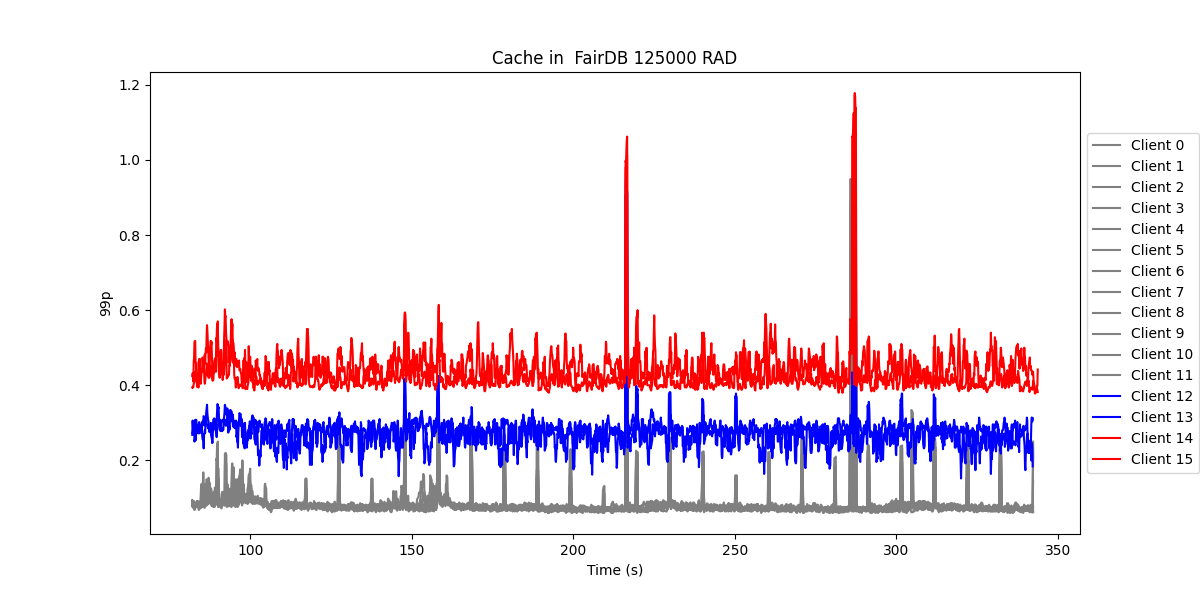 Cache in  FairDB 125000 RAD
1.2
1.0
0.8
0.6
0.4
0.2
99p
100
150
200
250
300
350
Time (s)
Client 0
Client 1
Client 2
Client 3
Client 4
Client 5
Client 6
Client 7
Client 8
Client 9
Client 10
Client 11
Client 12
Client 13
Client 14
Client 15